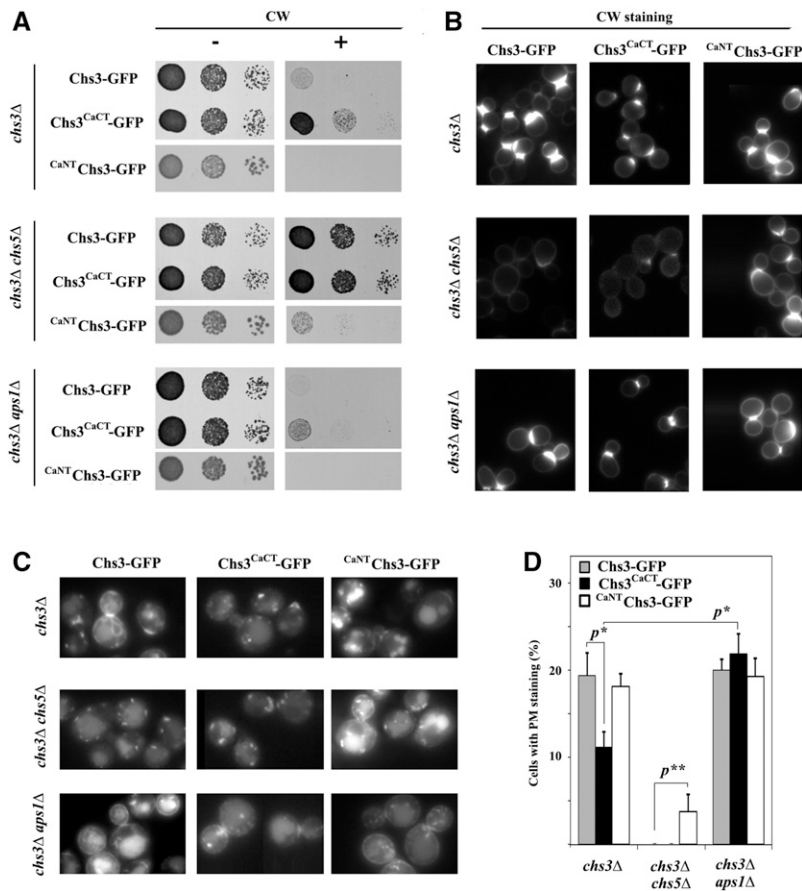 A
CW
- +
chs3Δ
Chs3-GFP
Chs3CaCT-GFP
CaNTChs3-GFP
chs3Δ chs5Δ
Chs3-GFP
Chs3CaCT-GFP
CaNTChs3-GFP
chs3Δ aps1Δ
Chs3-GFP
Chs3CaCT-GFP
CaNTChs3-GFP
B
CW staining
Chs3-GFP Chs3CaCT-GFP CaNTChs3-GFP
chs3Δ
chs3Δ chs5Δ
chs3Δ aps1Δ
C
Chs3-GFP Chs3CaCT-GFP CaNTChs3-GFP
chs3Δ
chs3Δ chs5Δ
chs3Δ aps1Δ
D
Chs3-GFP
Chs3CaCT-GFP
CaNTChs3-GFP
Cells with PM staining (%)
30
20
10
p*
p*
p**
chs3Δ chs3Δ chs3Δ
chs5Δ aps1Δ